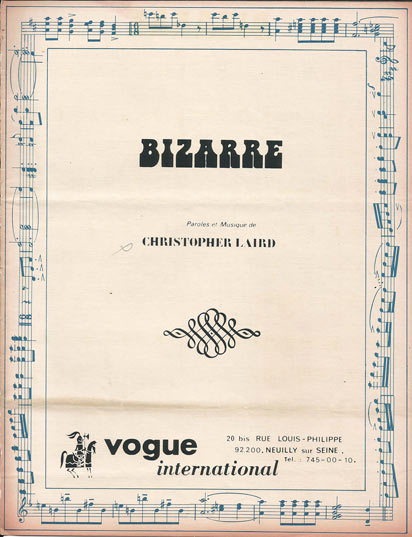 BIZARRE
Paroles et Musique de
CHRISTOPHER LAIRD
vogue
international
20 bis RUE LOUIS-PHILIPPE
92.200, NEUILLY sur SEINE.
tel.: 745-00-10.